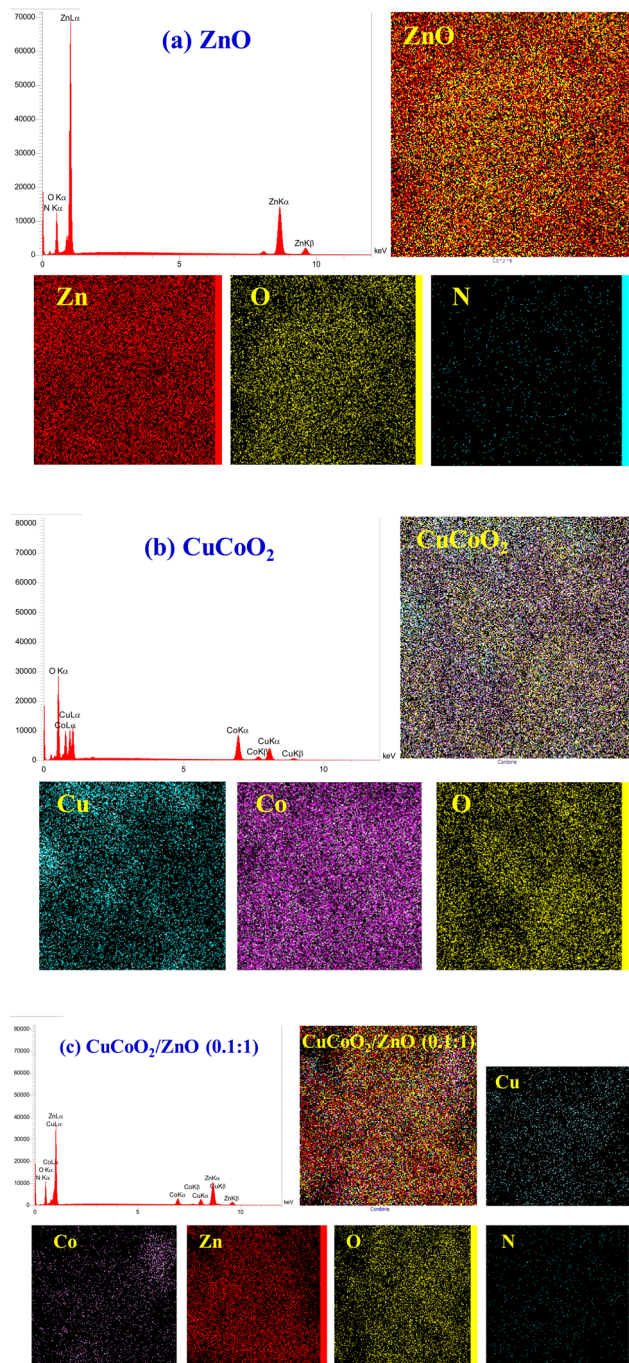 70000
60000
50000
40000
30000
20000
10000
0
ZnLα
(a) ZnO
O Kα
N Kα
ZnKα
ZnKβ
keV
5
10
ZnO
Combine
Zn
O
N
80000
70000
60000
50000
40000
30000
20000
10000
0
(b) CuCoO₂
O Kα
CuLα
CoLα
CoKα
CuKα
CoKβ
CuKβ
keV
5
10
CuCoO₂
Combine
Cu
Co
O
80000
70000
60000
50000
40000
30000
20000
10000
0
(c) CuCoO₂/ZnO (0.1:1)
ZnLα
CuLα
CoLα
O Kα
N Kα
ZnKα
CoKβ
CuKβ
CoKα
CuKα
ZnKβ
keV
5
10
CuCoO₂/ZnO (0.1:1)
Combine
Cu
Co
Zn
O
N